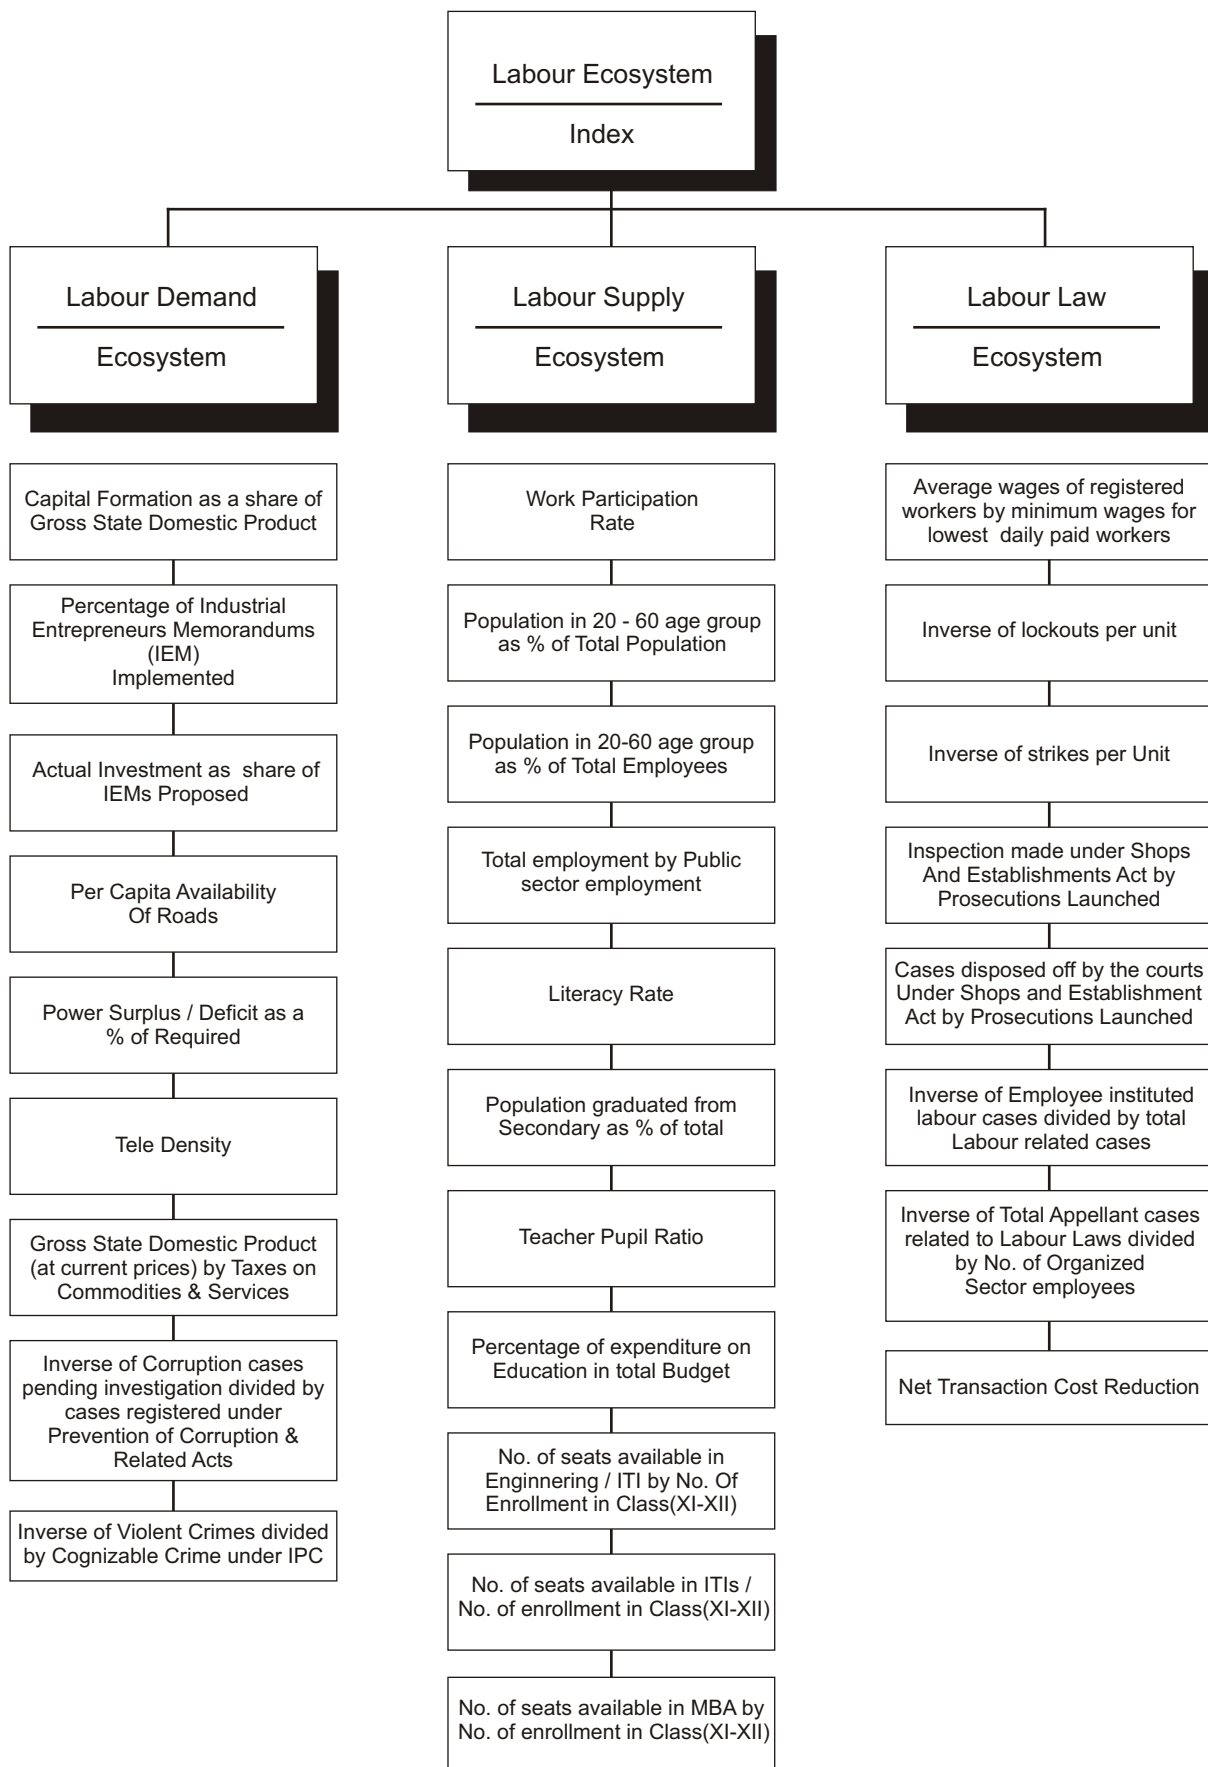 Labour Ecosystem
Index
Labour Demand
Ecosystem
Labour Supply
Ecosystem
Labour Law
Ecosystem
Capital Formation as a share of
Gross State Domestic Product
Percentage of Industrial
Entrepreneurs Memorandums
(IEM)
Implemented
Actual Investment as share of
IEMs Proposed
Per Capita Availability
Of Roads
Power Surplus / Deficit as a
% of Required
Tele Density
Gross State Domestic Product
(at current prices) by Taxes on
Commodities & Services
Inverse of Corruption cases
pending investigation divided by
cases registered under
Prevention of Corruption &
Related Acts
Inverse of Violent Crimes divided
by Cognizable Crime under IPC
Work Participation
Rate
Population in 20 - 60 age group
as % of Total Population
Population in 20-60 age group
as % of Total Employees
Total employment by Public
sector employment
Literacy Rate
Population graduated from
Secondary as % of total
Teacher Pupil Ratio
Percentage of expenditure on
Education in total Budget
No. of seats available in
Enginnering / ITI by No. Of
Enrollment in Class(XI-XII)
No. of seats available in ITIs /
No. of enrollment in Class(XI-XII)
No. of seats available in MBA by
No. of enrollment in Class(XI-XII)
Average wages of registered
workers by minimum wages for
lowest daily paid workers
Inverse of lockouts per unit
Inverse of strikes per Unit
Inspection made under Shops
And Establishments Act by
Prosecutions Launched
Cases disposed off by the courts
Under Shops and Establishment
Act by Prosecutions Launched
Inverse of Employee instituted
labour cases divided by total
Labour related cases
Inverse of Total Appellant cases
related to Labour Laws divided
by No. of Organized
Sector employees
Net Transaction Cost Reduction